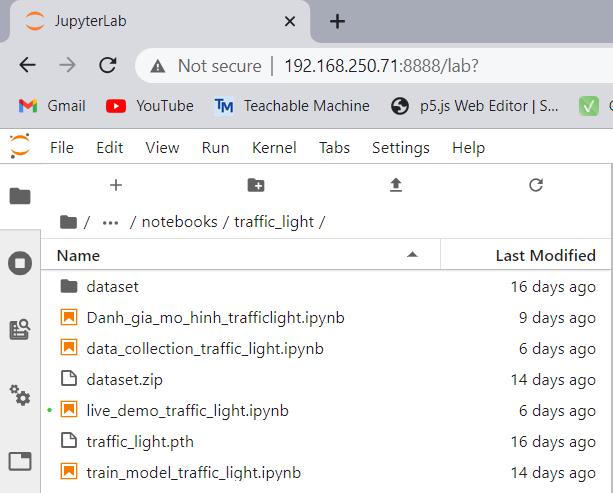 JupyterLab
Not secure | 192.168.250.71:8888/lab?
Gmail YouTube TM Teachable Machine p5.js Web Editor | S...
File Edit View Run Kernel Tabs Settings Help
/ ... / notebooks / traffic_light /
Name Last Modified
dataset 16 days ago
Danh_gia_mo_hinh_trafficlight.ipynb 9 days ago
data_collection_traffic_light.ipynb 6 days ago
dataset.zip 14 days ago
live_demo_traffic_light.ipynb 6 days ago
traffic_light.pth 16 days ago
train_model_traffic_light.ipynb 14 days ago